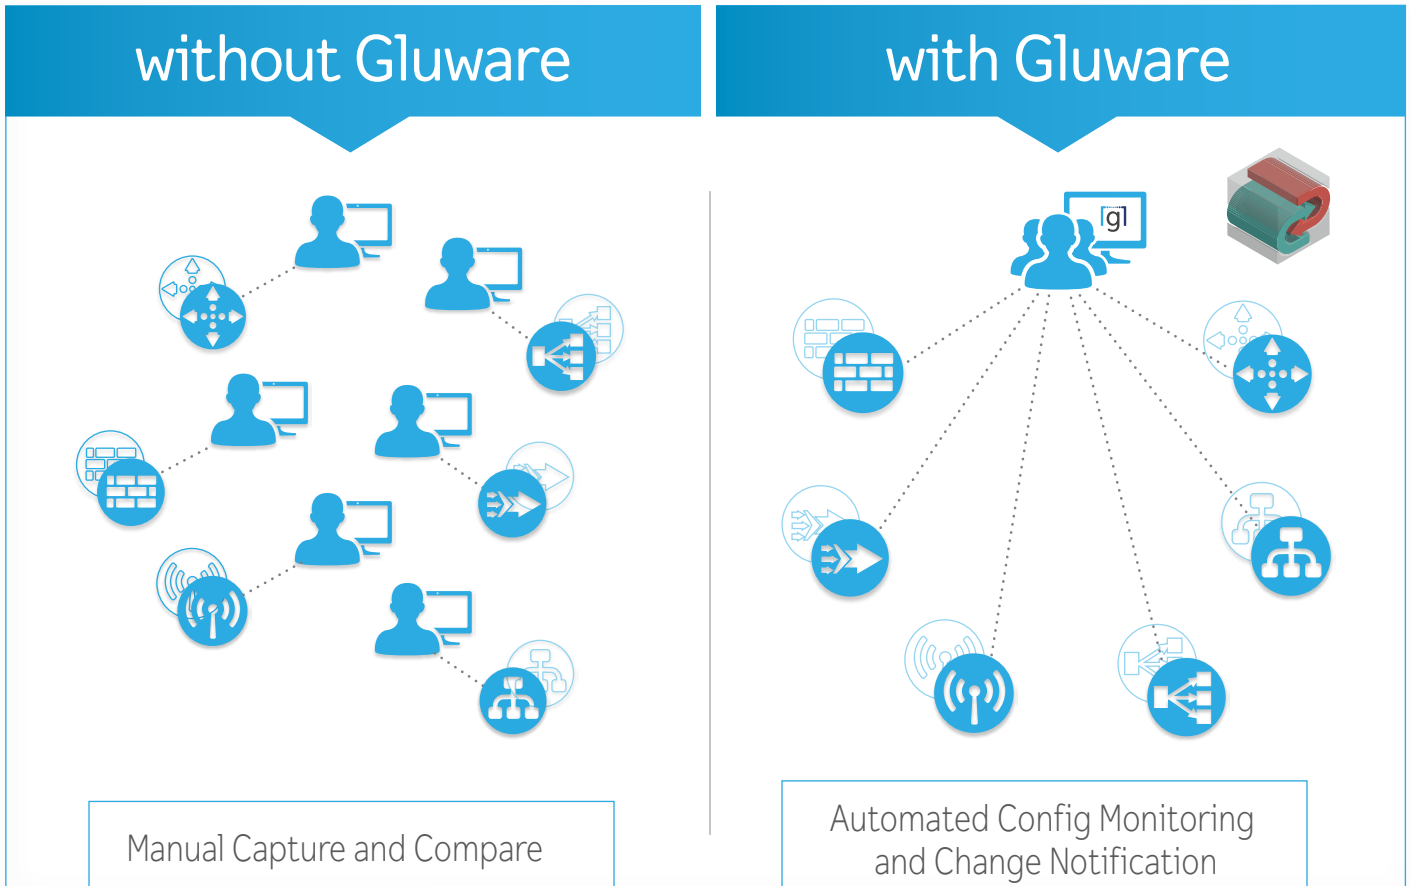 without Gluware
with Gluware
[g]
Manual Capture and Compare
Automated Config Monitoring
and Change Notification